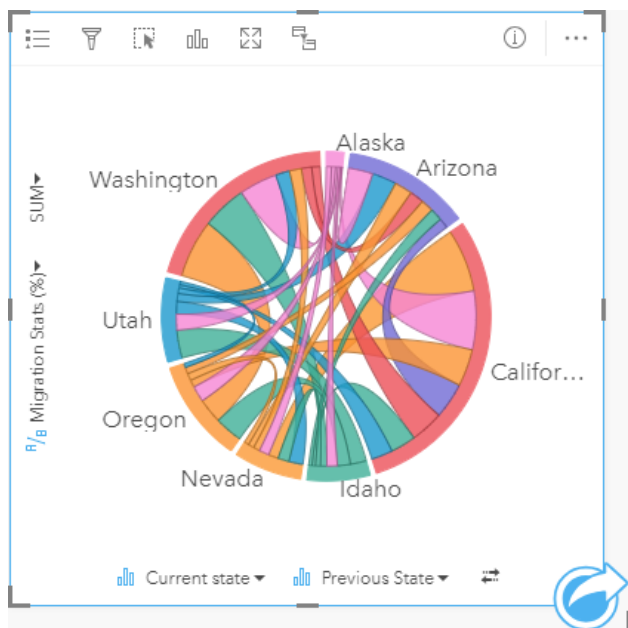 Alaska
Arizona
Washington
SUM
Utah
Migration Stats (%)
Califor...
Oregon
A/B
Nevada
Idaho
Current state
Previous State